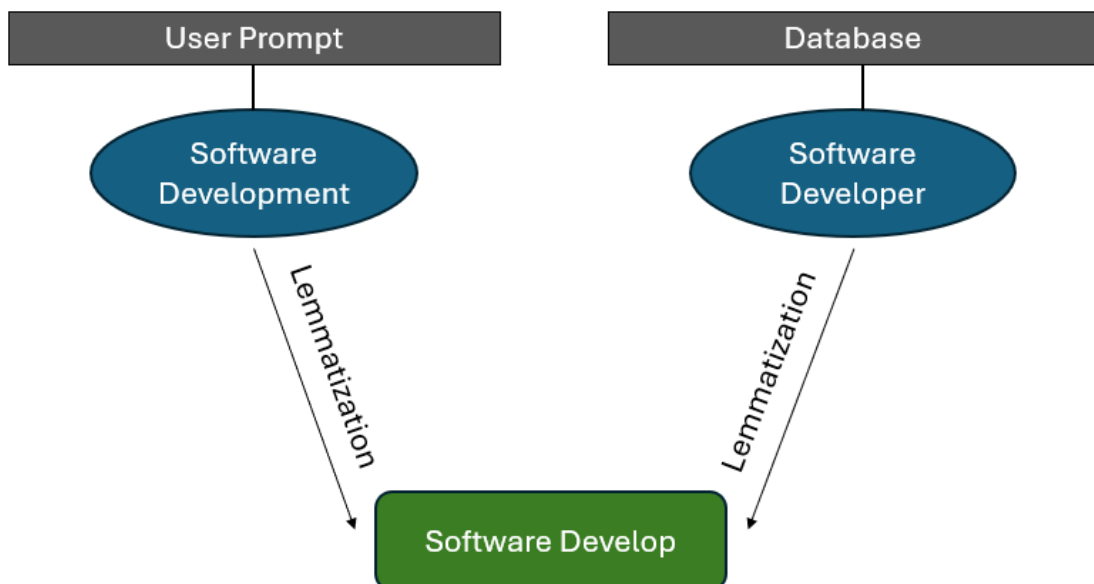 User Prompt
Database
Software
Development
Software
Developer
Lemmatization
Lemmatization
Software Develop